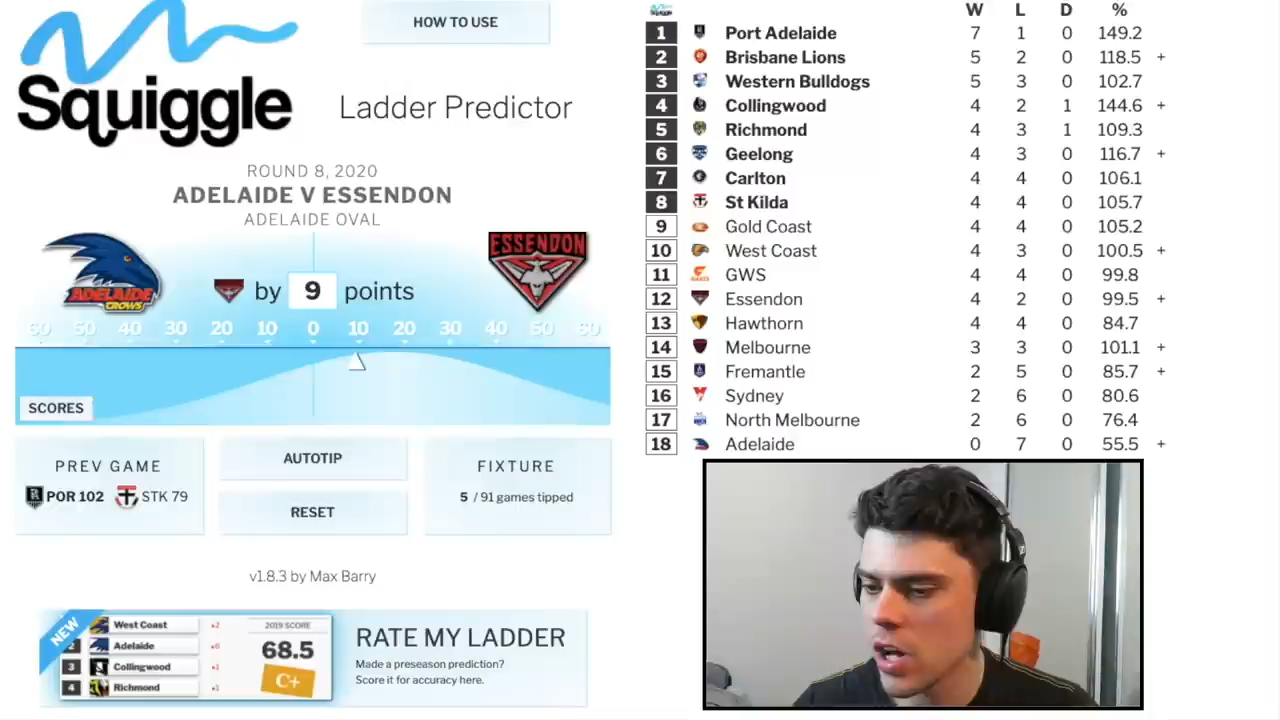 HOW TO USE
Squiggle
Ladder Predictor
ROUND 8, 2020
ADELAIDE V ESSENDON
ADELAIDE OVAL
ADELAIDE
CROWS
ESSENDON
by 9 points
60 50 40 30 20 10 0 10 20 30 40 50 60
SCORES
PREV GAME
POR 102 STK 79
AUTOTIP
RESET
FIXTURE
5 / 91 games tipped
v1.8.3 by Max Barry
NEW
West Coast
2 Adelaide
3 Collingwood
4 Richmond
2019 SCORE
68.5
C+
RATE MY LADDER
Made a preseason prediction?
Score it for accuracy here.
W L D %
1 Port Adelaide 7 1 0 149.2
2 Brisbane Lions 5 2 0 118.5 +
3 Western Bulldogs 5 3 0 102.7
4 Collingwood 4 2 1 144.6 +
5 Richmond 4 3 1 109.3
6 Geelong 4 3 0 116.7 +
7 Carlton 4 4 0 106.1
8 St Kilda 4 4 0 105.7
9 Gold Coast 4 4 0 105.2
10 West Coast 4 3 0 100.5 +
11 GWS 4 4 0 99.8
12 Essendon 4 2 0 99.5 +
13 Hawthorn 4 4 0 84.7
14 Melbourne 3 3 0 101.1 +
15 Fremantle 2 5 0 85.7 +
16 Sydney 2 6 0 80.6
17 North Melbourne 2 6 0 76.4
18 Adelaide 0 7 0 55.5 +